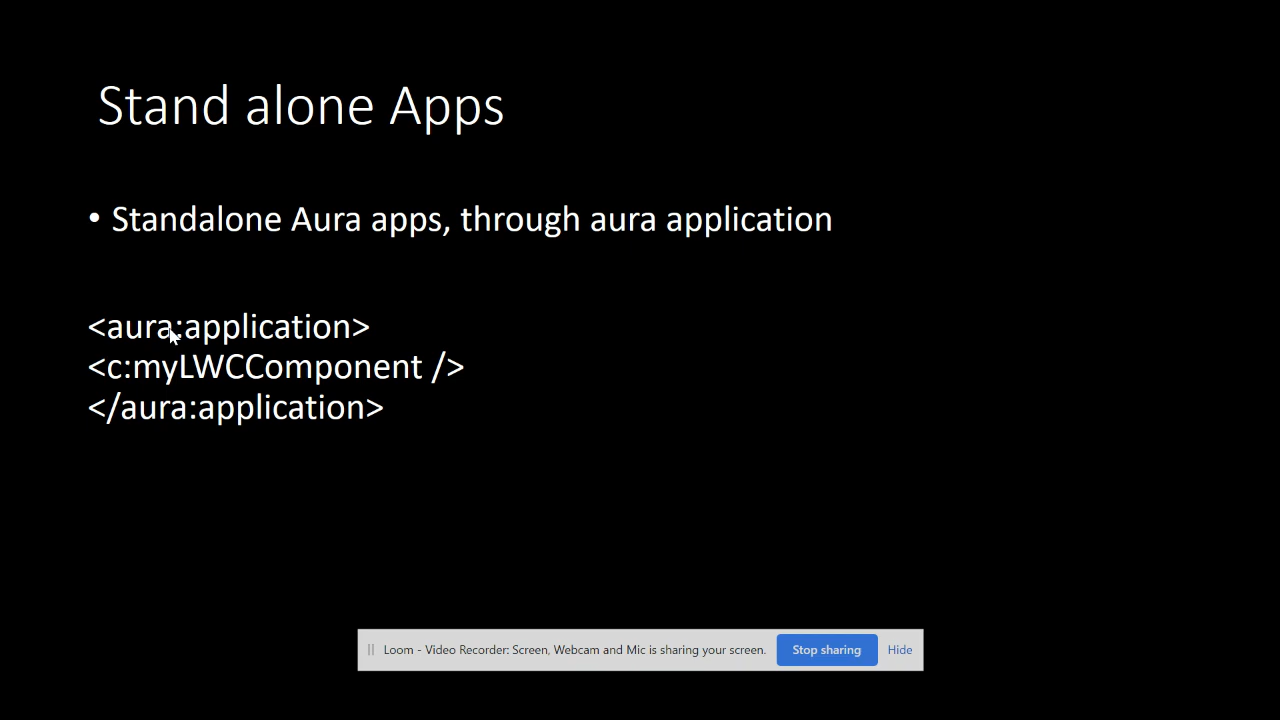 Stand alone Apps
• Standalone Aura apps, through aura application
<aura:application>
<c:myLWCComponent />
</aura:application>
Loom - Video Recorder: Screen, Webcam and Mic is sharing your screen. Stop sharing Hide